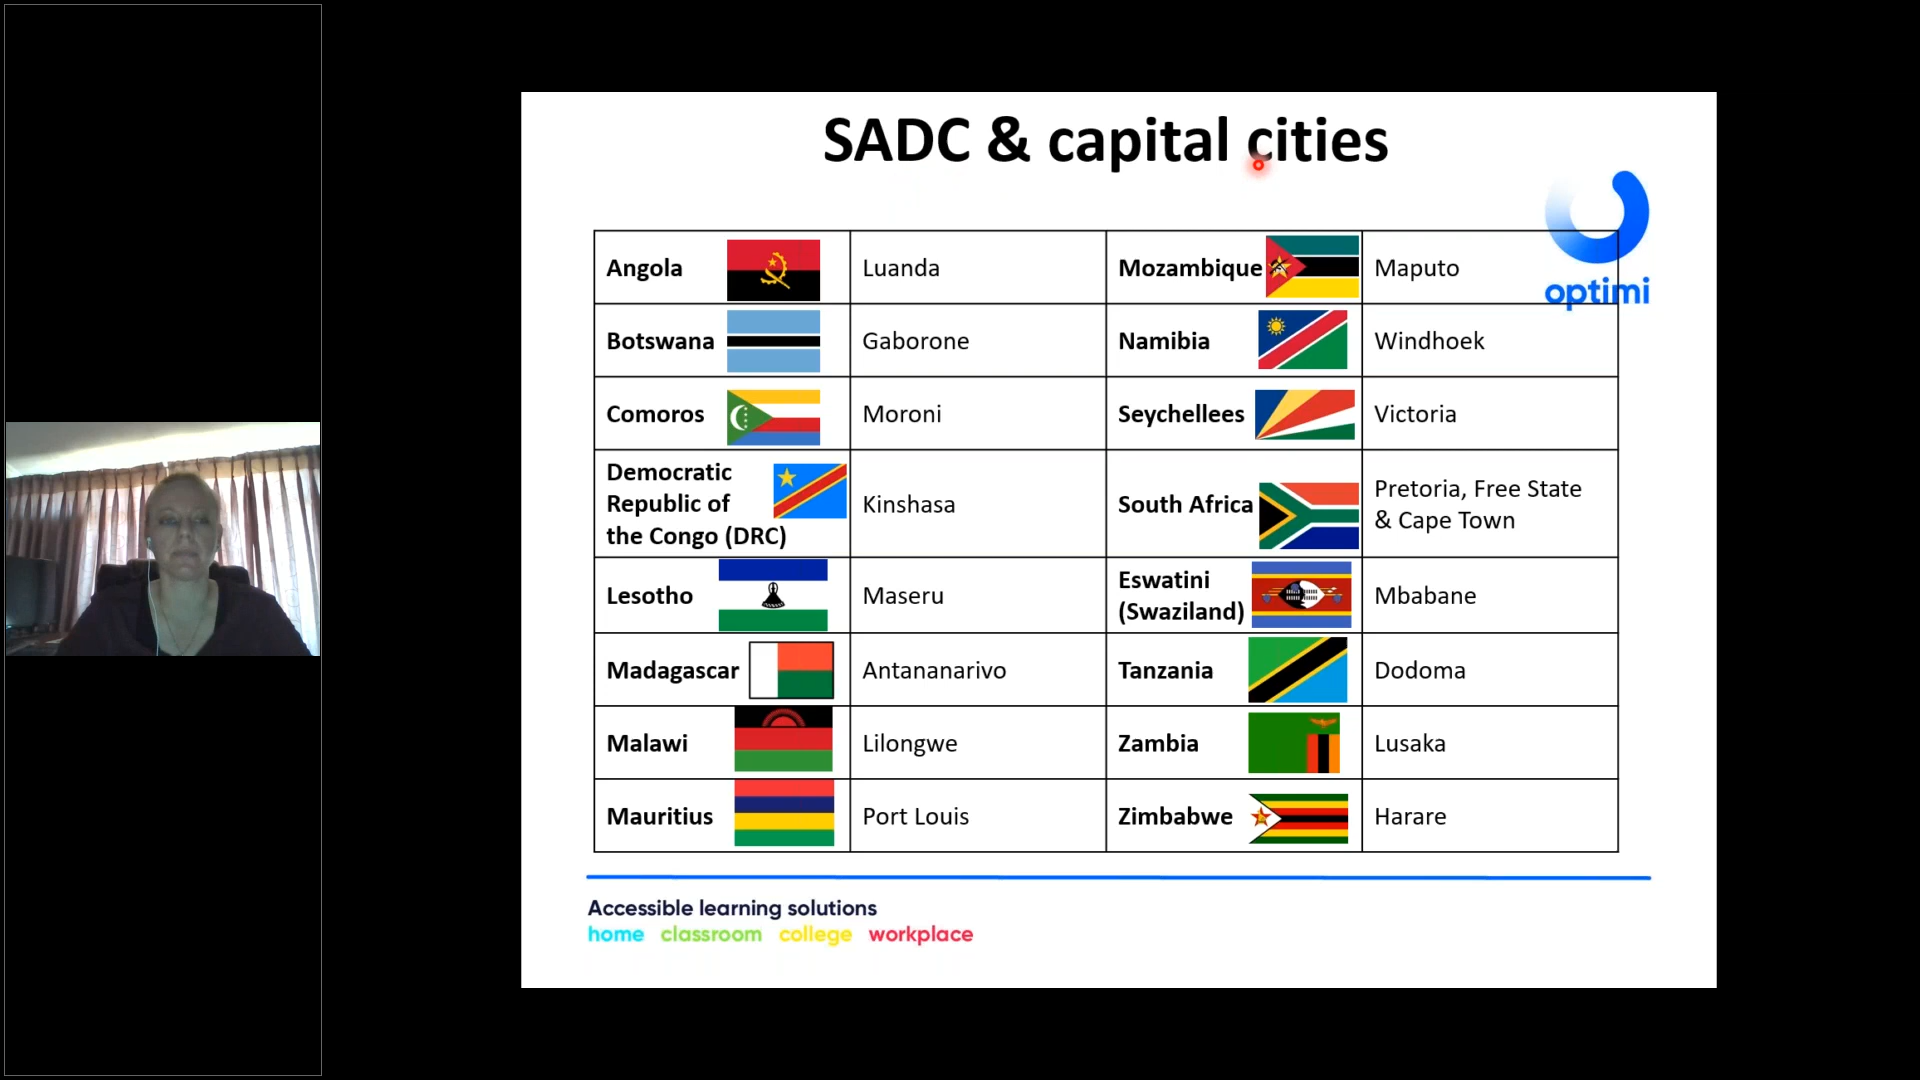 SADC & capital cities
optimi
Angola Luanda Mozambique Maputo
Botswana Gaborone Namibia Windhoek
Comoros Moroni Seychellees Victoria
Democratic
Republic of
the Congo (DRC) Kinshasa South Africa Pretoria, Free State
& Cape Town
Lesotho Maseru Eswatini
(Swaziland) Mbabane
Madagascar Antananarivo Tanzania Dodoma
Malawi Lilongwe Zambia Lusaka
Mauritius Port Louis Zimbabwe Harare
Accessible learning solutions
home classroom college workplace